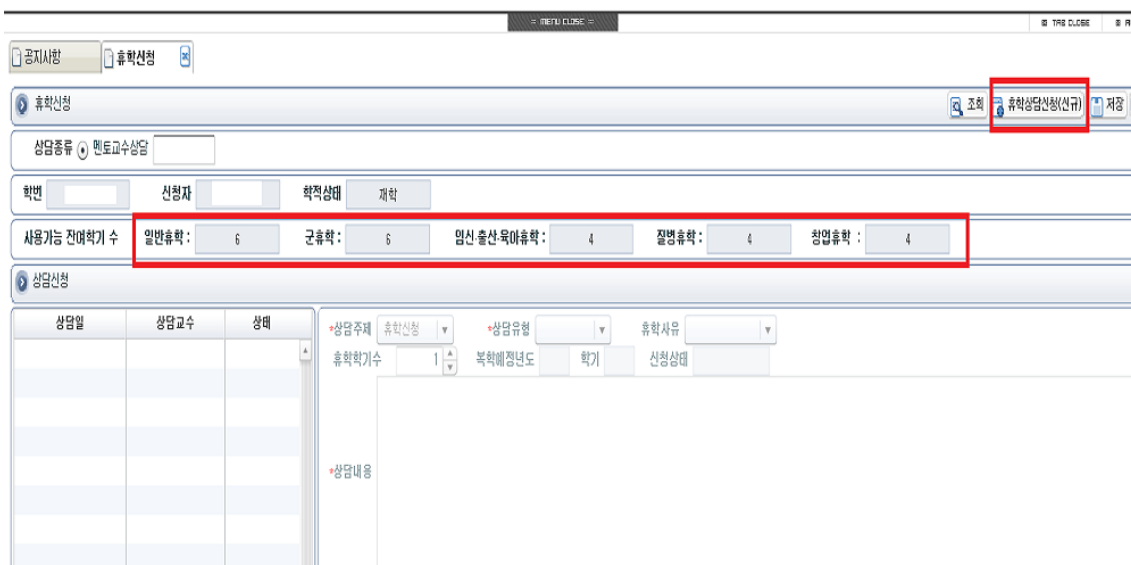 = MENU CLOSE =
TAB CLOSE
공지사항 휴학신청
휴학신청 조회 휴학상담신청(신규) 저장
상담종류 멘토교수상담
학번 신청자 학적상태 재학
사용가능 잔여학기 수 일반휴학 : 6 군휴학 : 6 임신·출산·육아휴학 : 4 질병휴학 : 4 창업휴학 : 4
상담신청
상담일 상담교수 상태
*상담주제 휴학신청 *상담유형 휴학사유
휴학학기수 1 복학예정년도 학기 신청상태
*상담내용